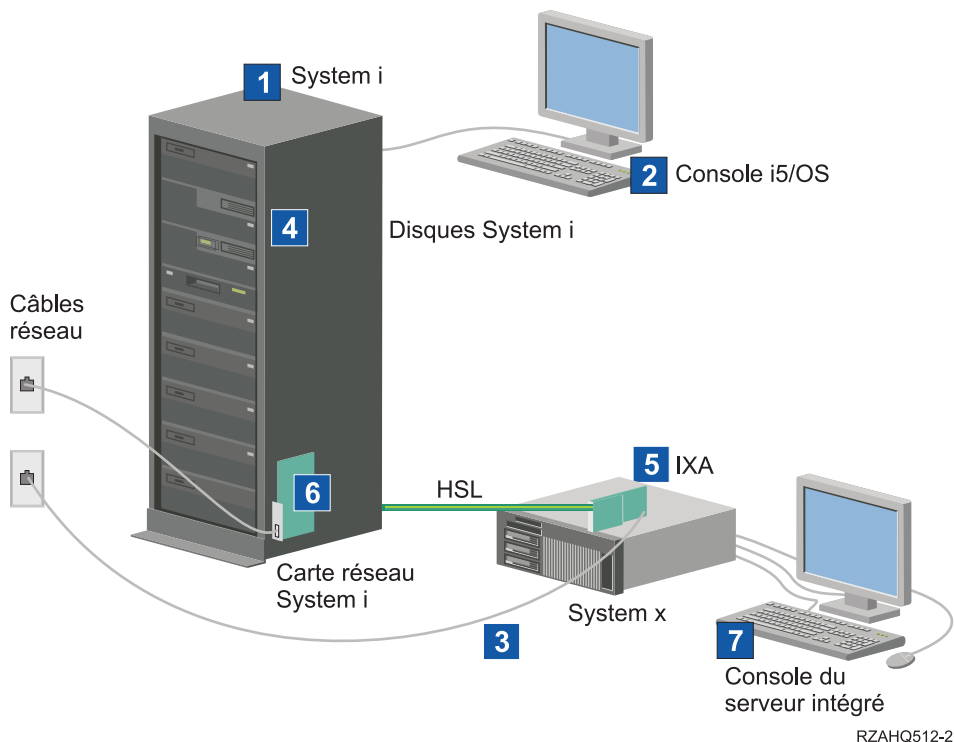 1 System i
2 Console i5/OS
4 Disques System i
Câbles
réseau
5 IXA
6
HSL
Carte réseau
System i
System x
3
7
Console du
serveur intégré
RZAHQ512-2